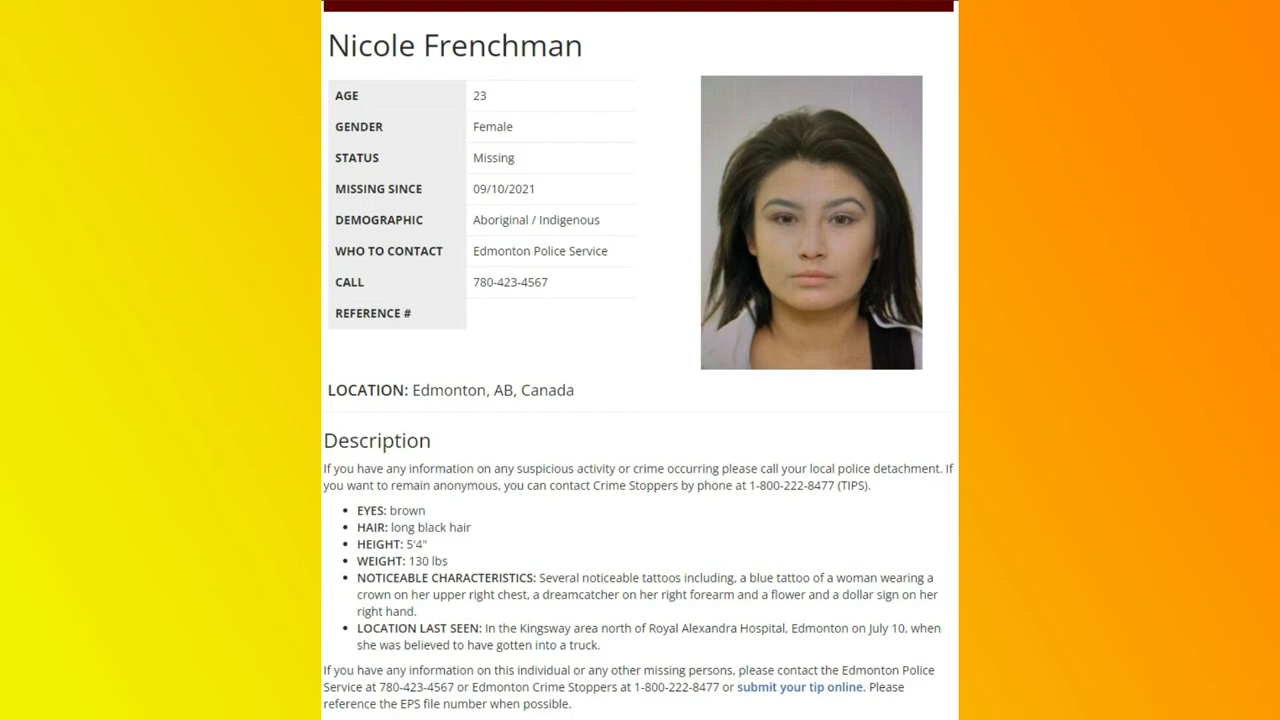 Nicole Frenchman
AGE 23
GENDER Female
STATUS Missing
MISSING SINCE 09/10/2021
DEMOGRAPHIC Aboriginal / Indigenous
WHO TO CONTACT Edmonton Police Service
CALL 780-423-4567
REFERENCE #
LOCATION: Edmonton, AB, Canada
Description
If you have any information on any suspicious activity or crime occurring please call your local police detachment. If
you want to remain anonymous, you can contact Crime Stoppers by phone at 1-800-222-8477 (TIPS).
• EYES: brown
• HAIR: long black hair
• HEIGHT: 5'4"
• WEIGHT: 130 lbs
• NOTICEABLE CHARACTERISTICS: Several noticeable tattoos including, a blue tattoo of a woman wearing a
crown on her upper right chest, a dreamcatcher on her right forearm and a flower and a dollar sign on her
right hand.
• LOCATION LAST SEEN: In the Kingsway area north of Royal Alexandra Hospital, Edmonton on July 10, when
she was believed to have gotten into a truck.
If you have any information on this individual or any other missing persons, please contact the Edmonton Police
Service at 780-423-4567 or Edmonton Crime Stoppers at 1-800-222-8477 or submit your tip online. Please
reference the EPS file number when possible.